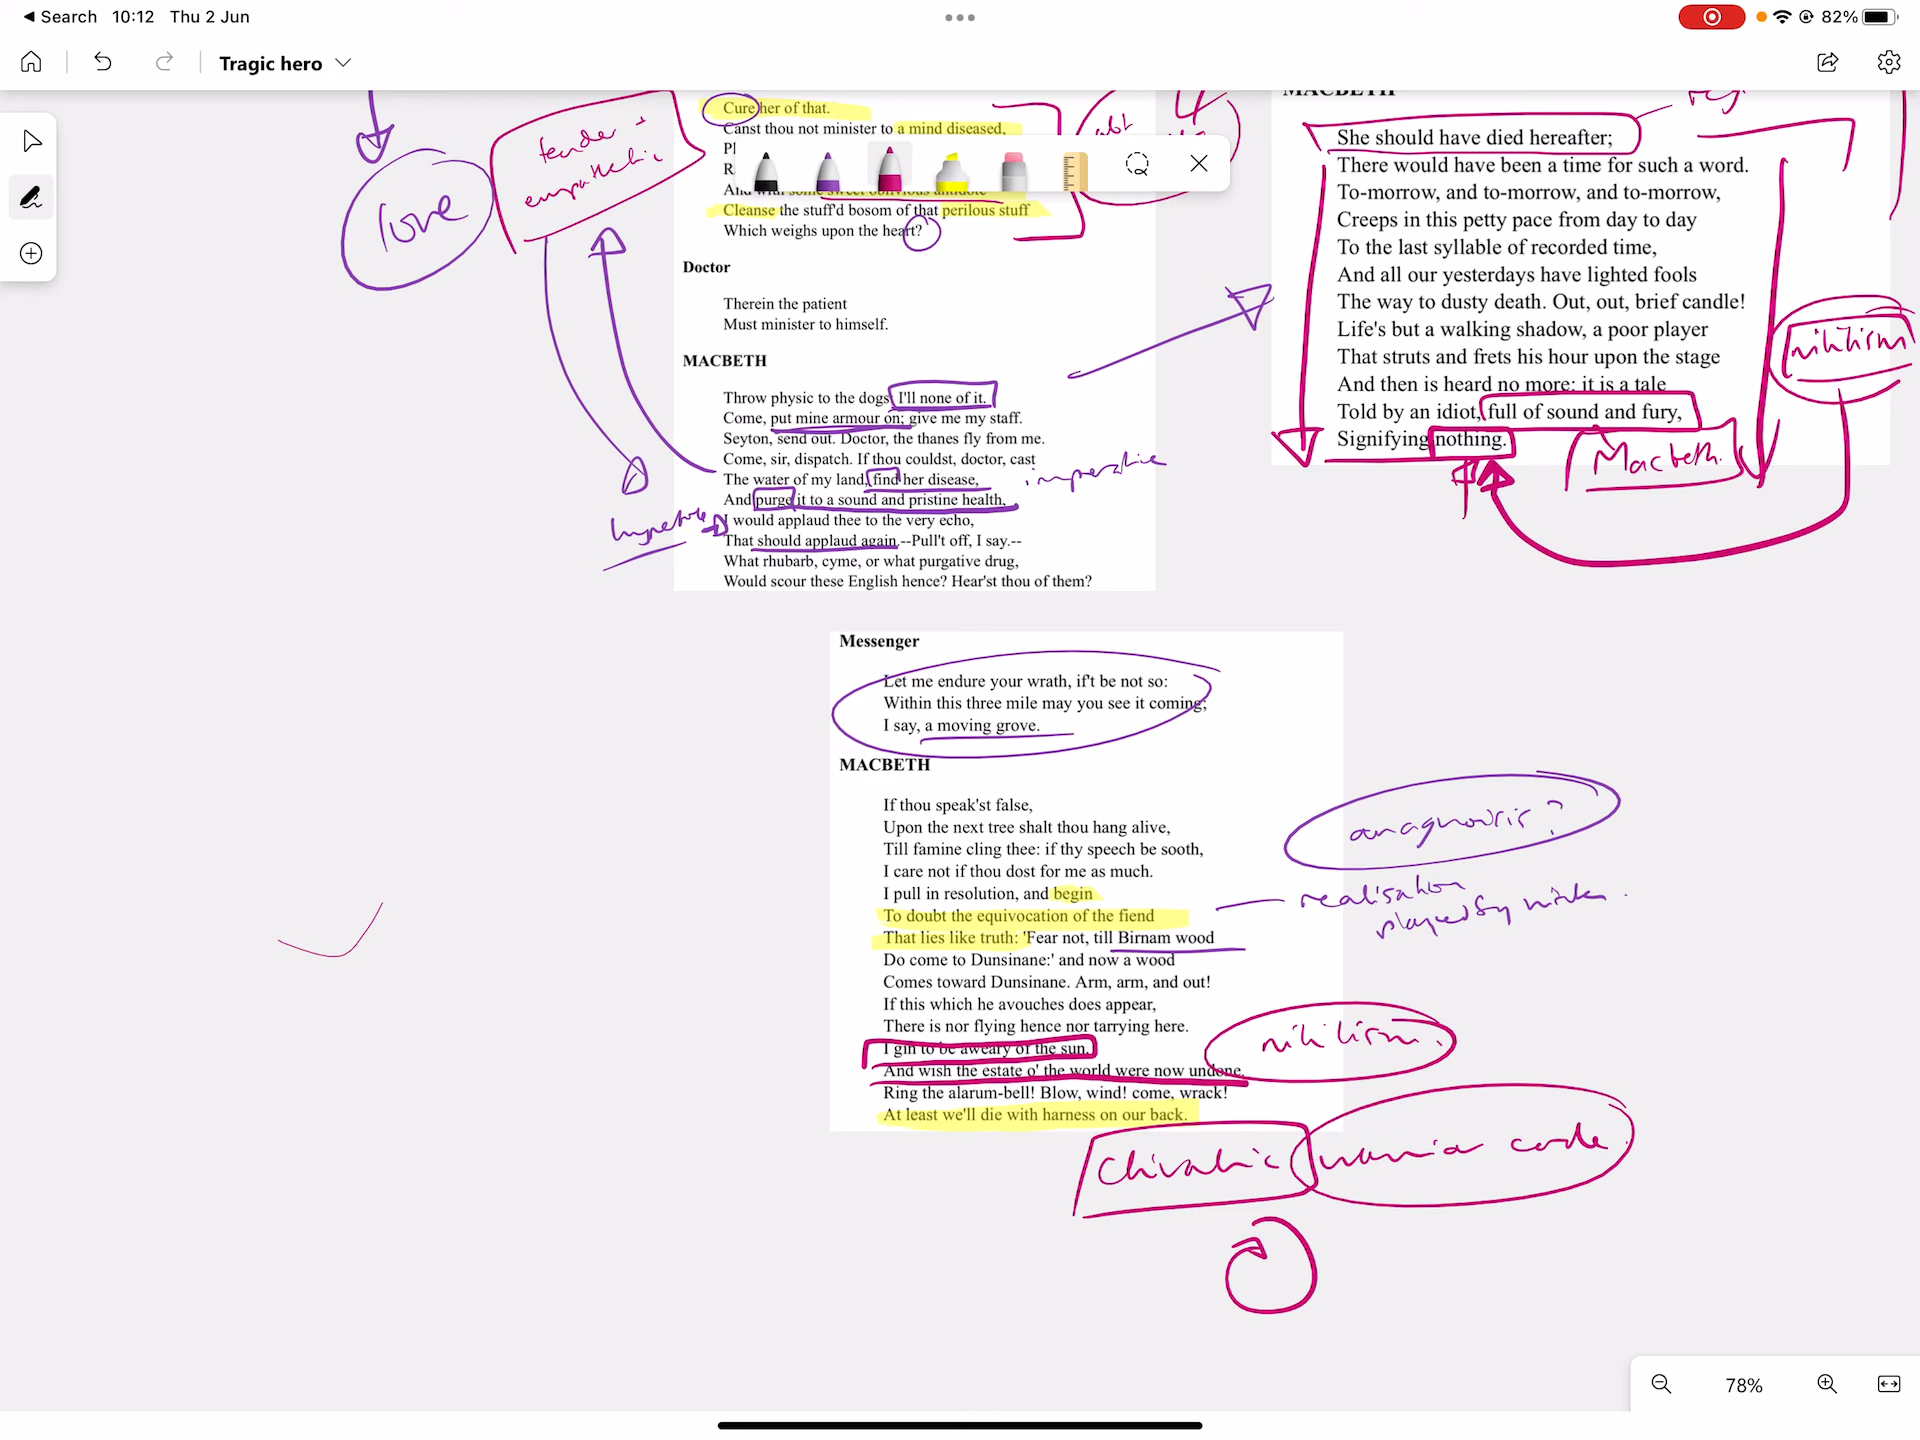 Search 10:12 Thu 2 Jun
82%
Tragic hero
Cure her of that.
Canst thou not minister to a mind diseased,
Pl
R
And with some sweet oblivious antidote
Cleanse the stuff'd bosom of that perilous stuff
Which weighs upon the heart?
love
tender +
empathetic
Doctor
Therein the patient
Must minister to himself.
MACBETH
Throw physic to the dogs; I'll none of it.
Come, put mine armour on; give me my staff.
Seyton, send out. Doctor, the thanes fly from me.
Come, sir, dispatch. If thou couldst, doctor, cast
The water of my land, find her disease,
And purge it to a sound and pristine health,
I would applaud thee to the very echo,
That should applaud again.--Pull't off, I say.--
What rhubarb, cyme, or what purgative drug,
Would scour these English hence? Hear'st thou of them?
imperative
MACBETH
She should have died hereafter;
There would have been a time for such a word.
To-morrow, and to-morrow, and to-morrow,
Creeps in this petty pace from day to day
To the last syllable of recorded time,
And all our yesterdays have lighted fools
The way to dusty death. Out, out, brief candle!
Life's but a walking shadow, a poor player
That struts and frets his hour upon the stage
And then is heard no more: it is a tale
Told by an idiot, full of sound and fury,
Signifying nothing.
nihilism
Macbeth.
Messenger
Let me endure your wrath, if't be not so:
Within this three mile may you see it coming;
I say, a moving grove.
MACBETH
If thou speak'st false,
Upon the next tree shalt thou hang alive,
Till famine cling thee: if thy speech be sooth,
I care not if thou dost for me as much.
I pull in resolution, and begin
To doubt the equivocation of the fiend
That lies like truth: 'Fear not, till Birnam wood
Do come to Dunsinane:' and now a wood
Comes toward Dunsinane. Arm, arm, and out!
If this which he avouches does appear,
There is nor flying hence nor tarrying here.
I gin to be aweary of the sun,
And wish the estate o' the world were now undone.
Ring the alarum-bell! Blow, wind! come, wrack!
At least we'll die with harness on our back.
anagnorisis?
realisation
played by witches.
nihilism.
Chivalric warrior code.
78%